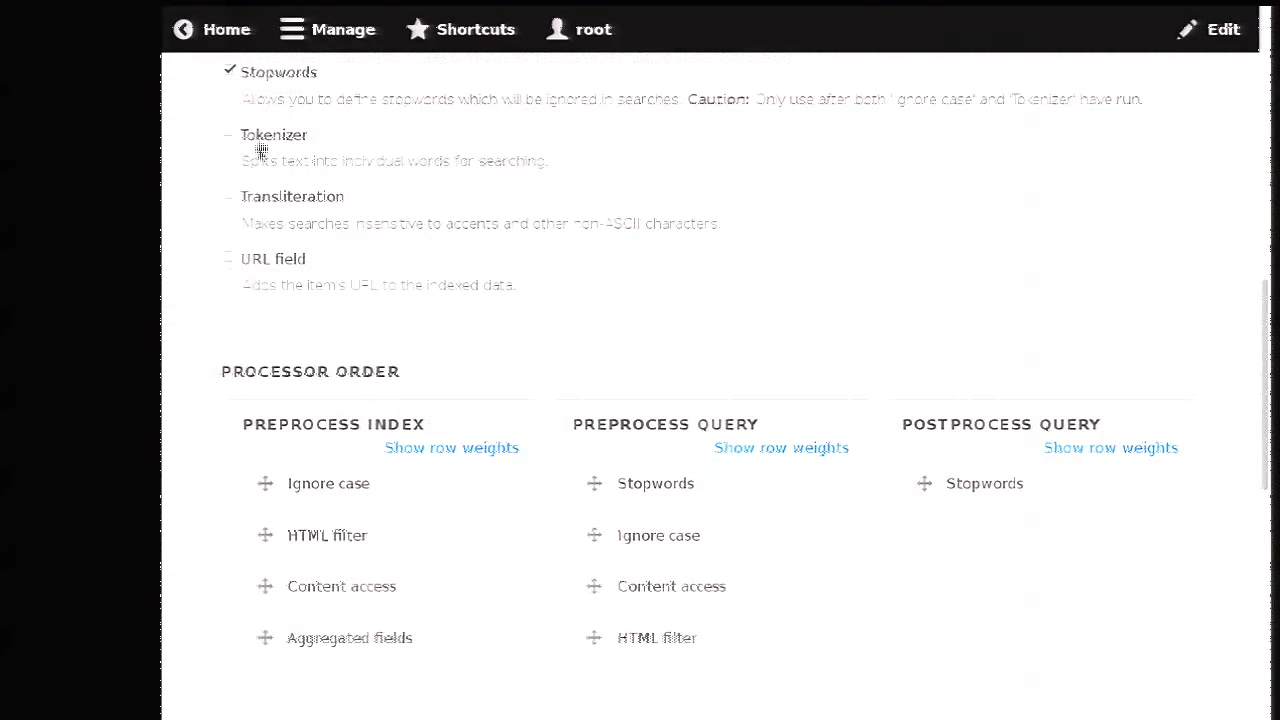 Home Manage Shortcuts root Edit
Stopwords
Allows you to define stopwords which will be ignored in searches. Caution: Only use after both 'Ignore case' and 'Tokenizer' have run.
Tokenizer
Splits text into individual words for searching.
Transliteration
Makes searches insensitive to accents and other non-ASCII characters.
URL field
Adds the item's URL to the indexed data.
PROCESSOR ORDER
PREPROCESS INDEX
Show row weights
Ignore case
HTML filter
Content access
Aggregated fields
PREPROCESS QUERY
Show row weights
Stopwords
Ignore case
Content access
HTML filter
POSTPROCESS QUERY
Show row weights
Stopwords